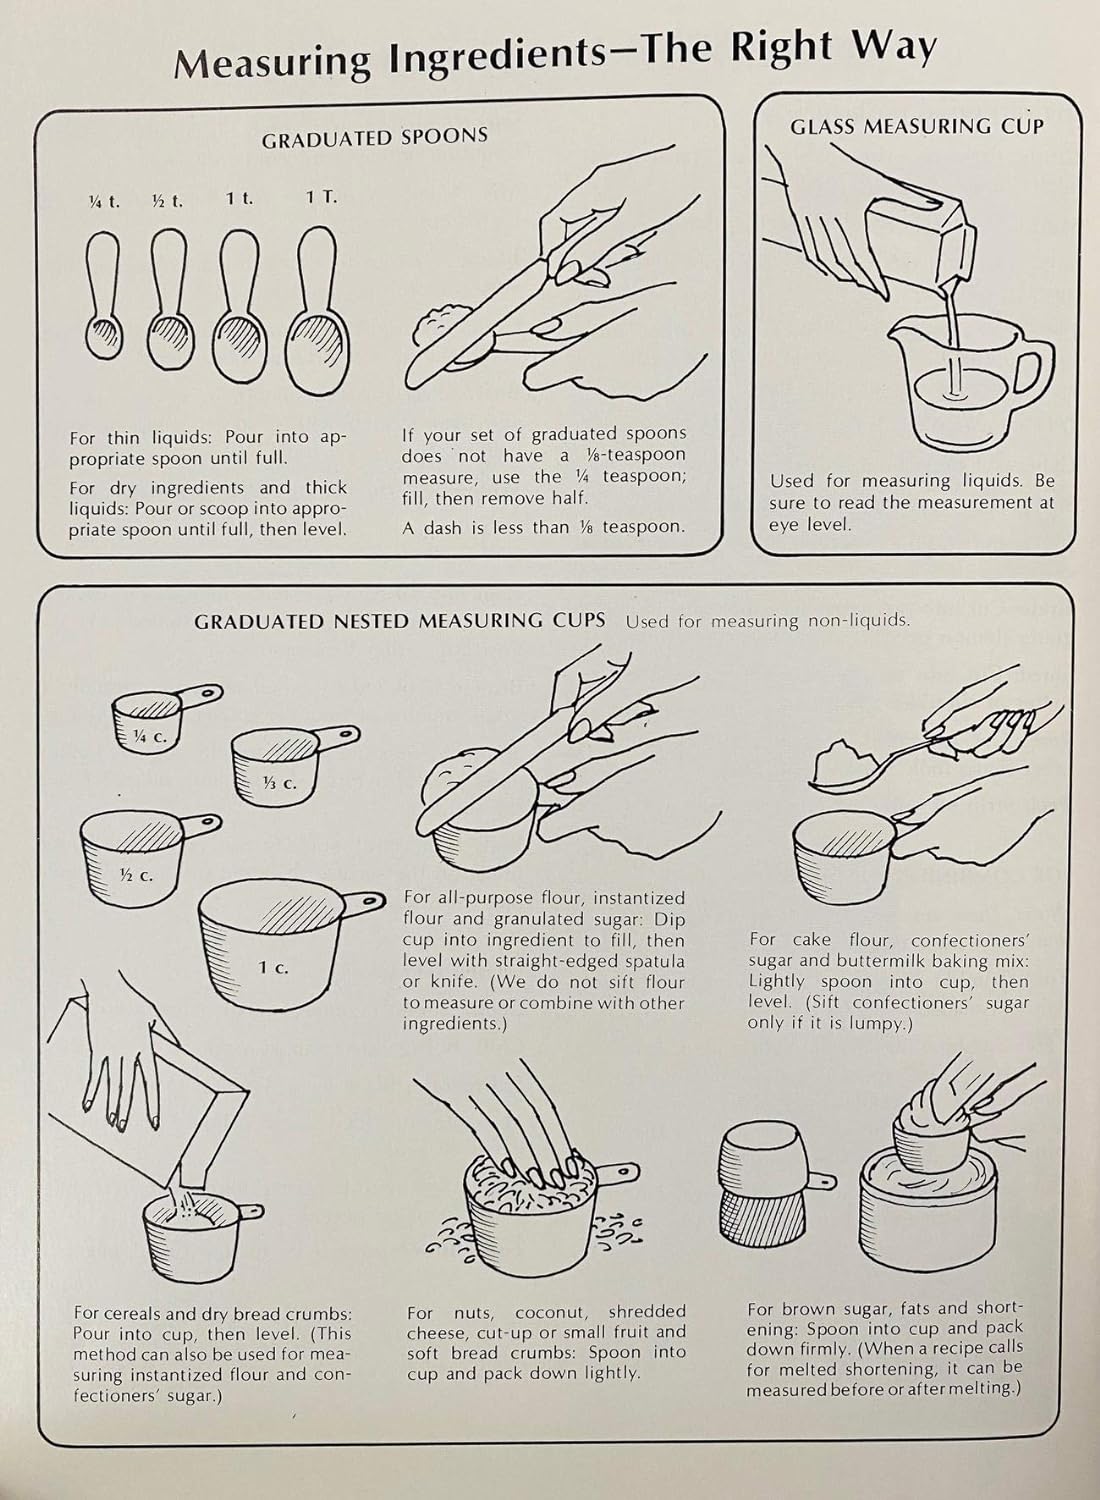 Measuring Ingredients—The Right Way
GRADUATED SPOONS
¼ t.
½ t.
1 t.
1 T.
For thin liquids: Pour into ap-
propriate spoon until full.
For dry ingredients and thick
liquids: Pour or scoop into appro-
priate spoon until full, then level.
If your set of graduated spoons
does not have a ⅛-teaspoon
measure, use the ¼ teaspoon;
fill, then remove half.
A dash is less than ⅛ teaspoon.
GLASS MEASURING CUP
Used for measuring liquids. Be
sure to read the measurement at
eye level.
GRADUATED NESTED MEASURING CUPS Used for measuring non-liquids.
¼ c.
⅓ c.
½ c.
1 c.
For all-purpose flour, instantized
flour and granulated sugar: Dip
cup into ingredient to fill, then
level with straight-edged spatula
or knife. (We do not sift flour
to measure or combine with other
ingredients.)
For cake flour, confectioners'
sugar and buttermilk baking mix:
Lightly spoon into cup, then
level. (Sift confectioners' sugar
only if it is lumpy.)
For cereals and dry bread crumbs:
Pour into cup, then level. (This
method can also be used for mea-
suring instantized flour and con-
fectioners' sugar.)
For nuts, coconut, shredded
cheese, cut-up or small fruit and
soft bread crumbs: Spoon into
cup and pack down lightly.
For brown sugar, fats and short-
ening: Spoon into cup and pack
down firmly. (When a recipe calls
for melted shortening, it can be
measured before or after melting.)